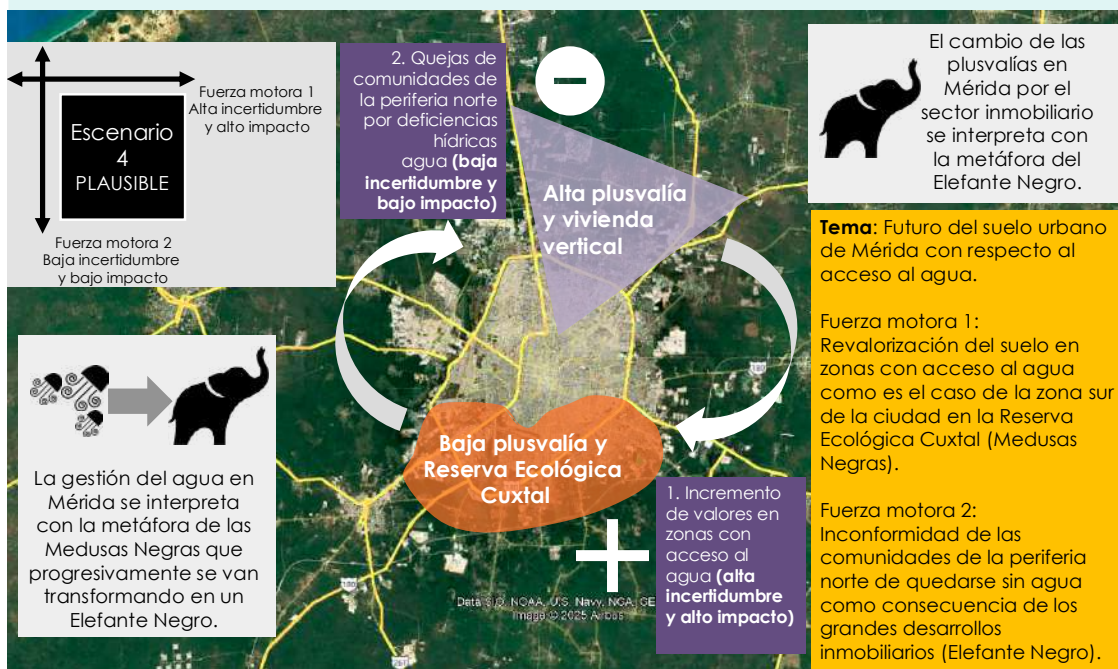 Fuerza motora 1
Alta incertidumbre
y alto impacto
Escenario
4
PLAUSIBLE
Fuerza motora 2
Baja incertidumbre
y bajo impacto
2. Quejas de
comunidades de
la periferia norte
por deficiencias
hídricas
agua (baja
incertidumbre y
bajo impacto)
Alta plusvalía
y vivienda
vertical
El cambio de las
plusvalías en
Mérida por el
sector inmobiliario
se interpreta con
la metáfora del
Elefante Negro.
Tema: Futuro del suelo urbano
de Mérida con respecto al
acceso al agua.
Fuerza motora 1:
Revalorización del suelo en
zonas con acceso al agua
como es el caso de la zona sur
de la ciudad en la Reserva
Ecológica Cuxtal (Medusas
Negras).
Fuerza motora 2:
Inconformidad de las
comunidades de la periferia
norte de quedarse sin agua
como consecuencia de los
grandes desarrollos
inmobiliarios (Elefante Negro).
La gestión del agua en
Mérida se interpreta
con la metáfora de las
Medusas Negras que
progresivamente se van
transformando en un
Elefante Negro.
Baja plusvalía y
Reserva Ecológica
Cuxtal
1. Incremento
de valores en
zonas con
acceso al
agua (alta
incertidumbre
y alto impacto)
Data SIO, NOAA, U.S. Navy, NGA, GE
Image © 2025 Airbus
180
261